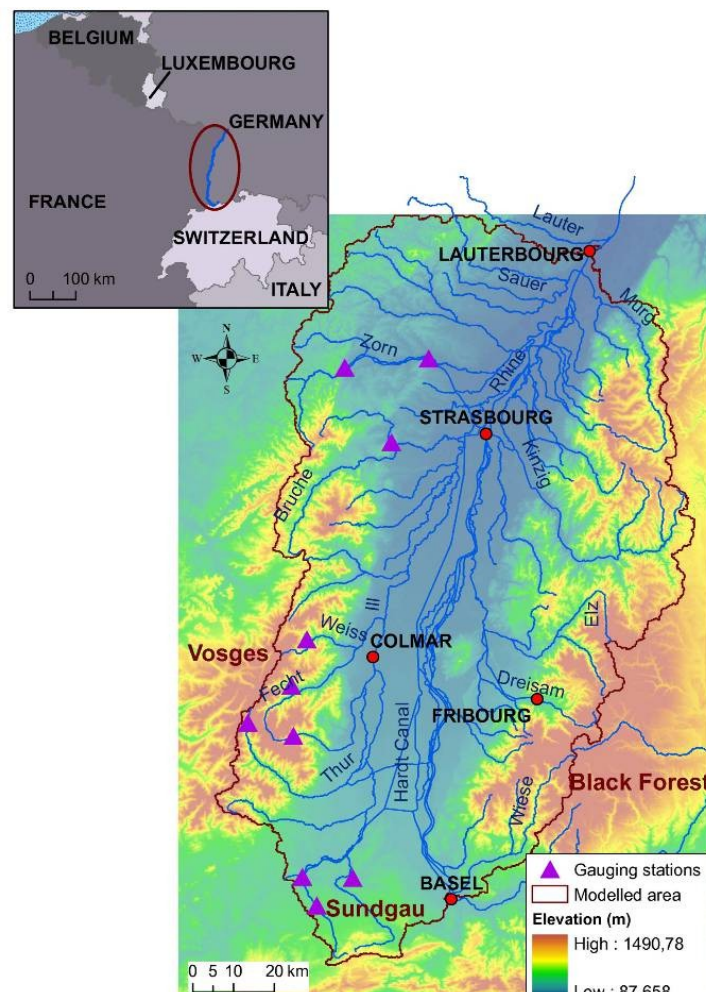 BELGIUM
LUXEMBOURG
GERMANY
FRANCE
SWITZERLAND
ITALY
0 100 km
Lauter
LAUTERBOURG
Sauer
Murg
N
W E
S
Zorn
Rhine
STRASBOURG
Kinzig
Bruche
Ill
Weiss
COLMAR
Elz
Vosges
Fecht
Dreisam
FRIBOURG
Thur
Hardt Canal
Wiese
Black Forest
BASEL
Sundgau
Gauging stations
Modelled area
Elevation (m)
High : 1490,78
Low : 87,658
0 5 10 20 km